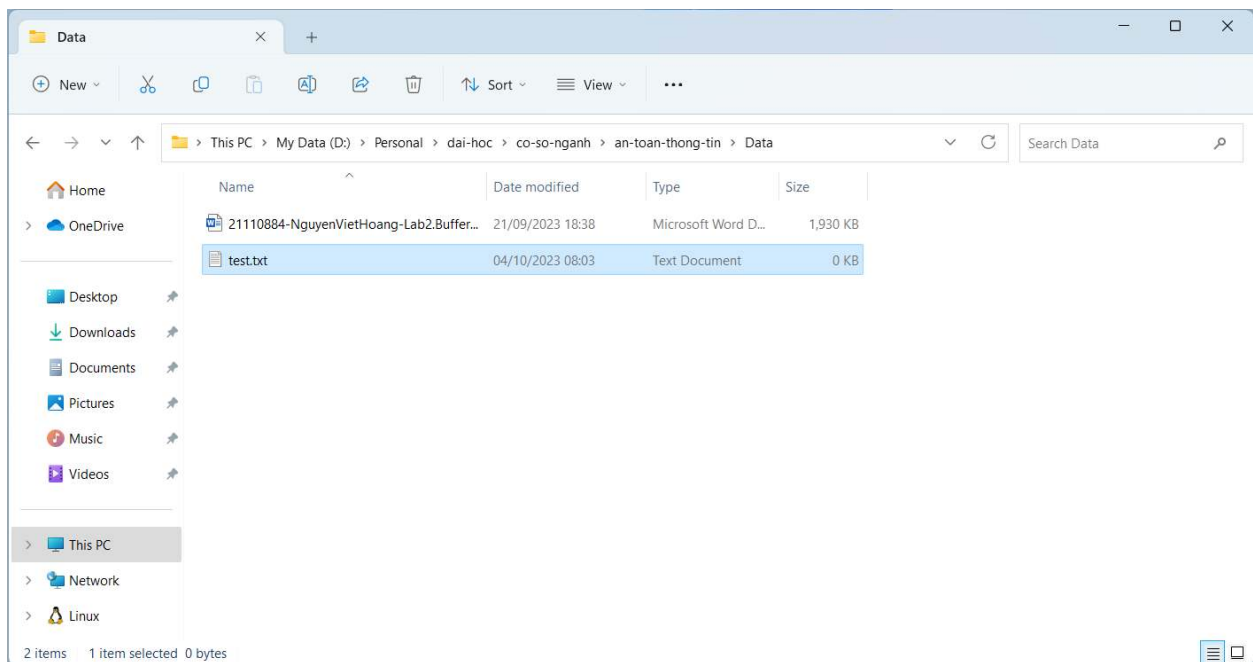 Data
New
Sort
View
This PC > My Data (D:) > Personal > dai-hoc > co-so-nganh > an-toan-thong-tin > Data
Search Data
Home
OneDrive
Desktop
Downloads
Documents
Pictures
Music
Videos
This PC
Network
Linux
Name Date modified Type Size
21110884-NguyenVietHoang-Lab2.Buffer... 21/09/2023 18:38 Microsoft Word D... 1,930 KB
test.txt 04/10/2023 08:03 Text Document 0 KB
2 items 1 item selected 0 bytes